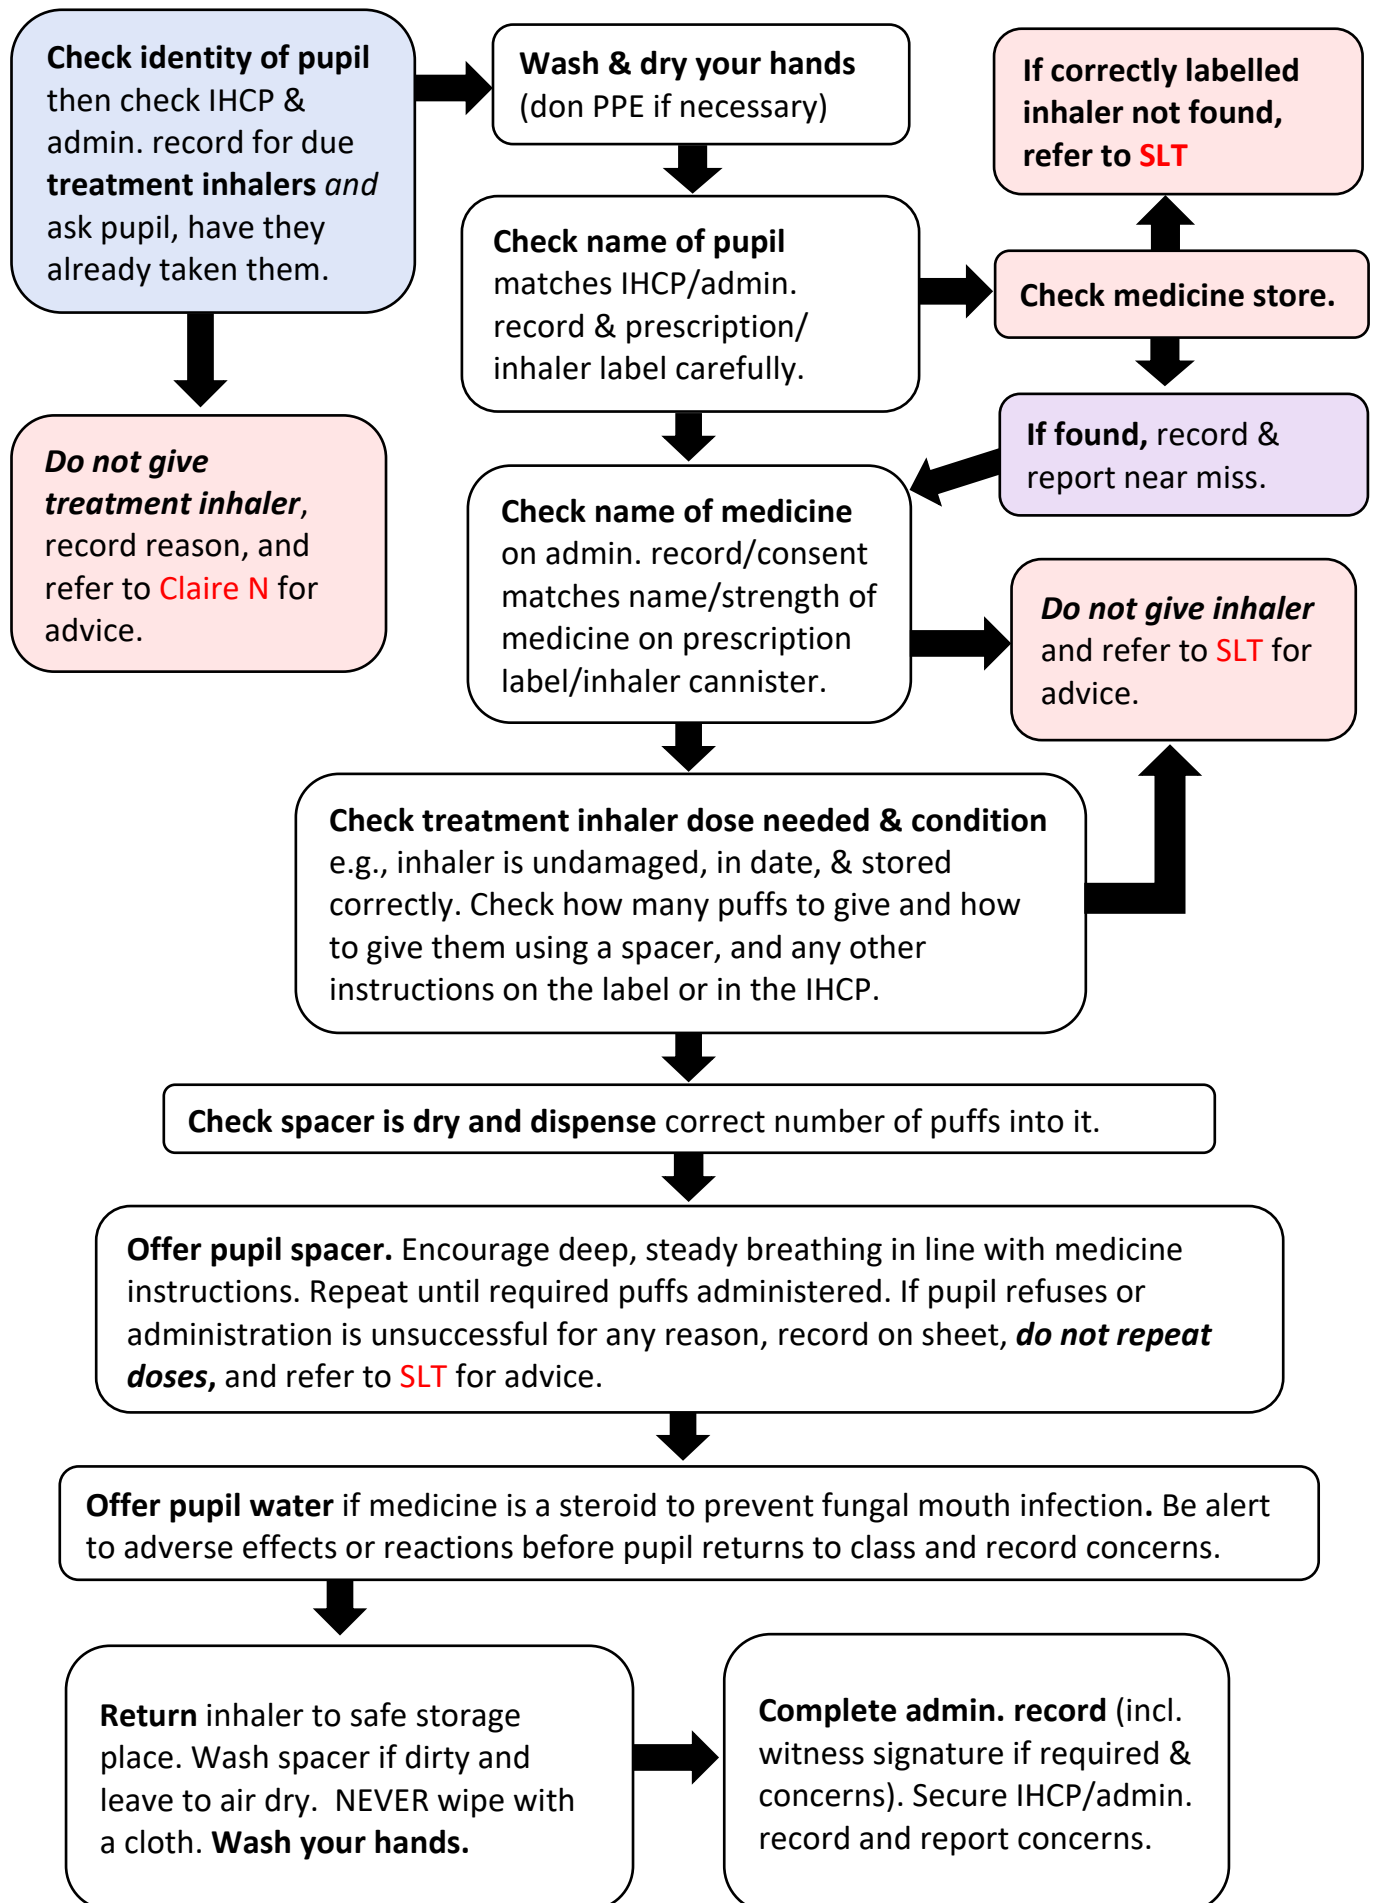 Check identity of pupil
then check IHCP &
admin. record for due
treatment inhalers and
ask pupil, have they
already taken them.
Wash & dry your hands
(don PPE if necessary)
If correctly labelled
inhaler not found,
refer to SLT
Check name of pupil
matches IHCP/admin.
record & prescription/
inhaler label carefully.
Check medicine store.
Do not give
treatment inhaler,
record reason, and
refer to Claire N for
advice.
If found, record &
report near miss.
Check name of medicine
on admin. record/consent
matches name/strength of
medicine on prescription
label/inhaler cannister.
Do not give inhaler
and refer to SLT for
advice.
Check treatment inhaler dose needed & condition
e.g., inhaler is undamaged, in date, & stored
correctly. Check how many puffs to give and how
to give them using a spacer, and any other
instructions on the label or in the IHCP.
Check spacer is dry and dispense correct number of puffs into it.
Offer pupil spacer. Encourage deep, steady breathing in line with medicine
instructions. Repeat until required puffs administered. If pupil refuses or
administration is unsuccessful for any reason, record on sheet, do not repeat
doses, and refer to SLT for advice.
Offer pupil water if medicine is a steroid to prevent fungal mouth infection. Be alert
to adverse effects or reactions before pupil returns to class and record concerns.
Return inhaler to safe storage
place. Wash spacer if dirty and
leave to air dry.  NEVER wipe with
a cloth. Wash your hands.
Complete admin. record (incl.
witness signature if required &
concerns). Secure IHCP/admin.
record and report concerns.